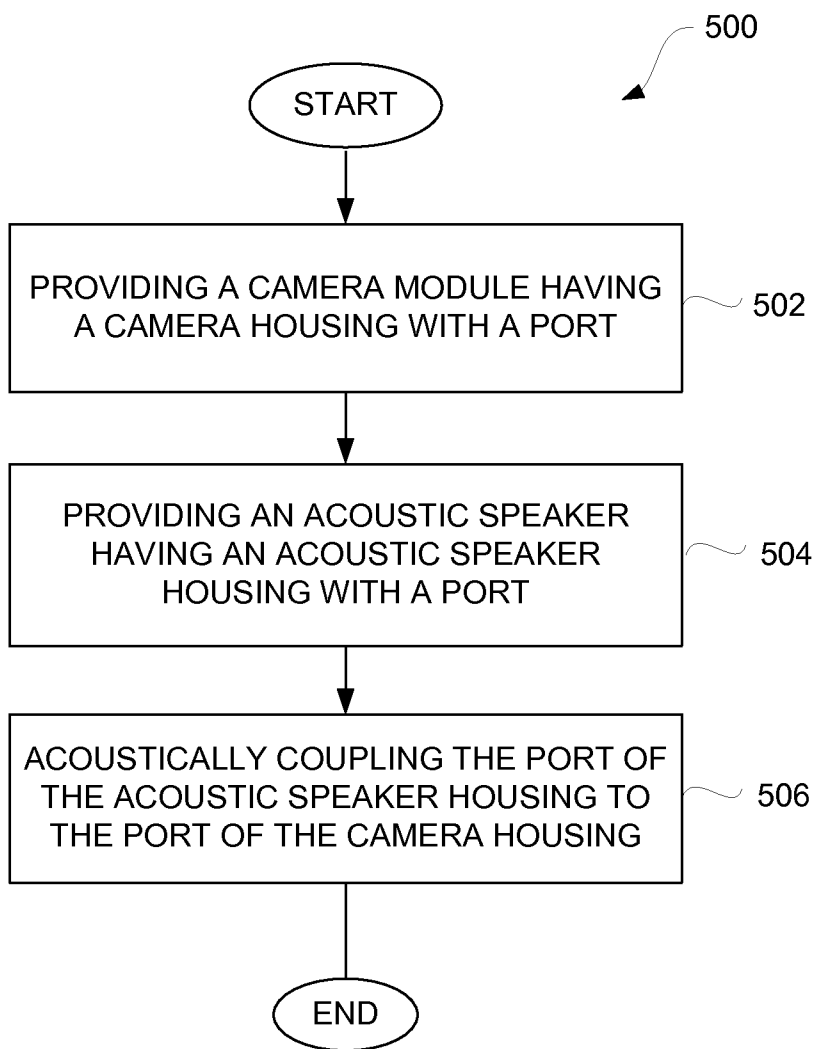 500
START
PROVIDING A CAMERA MODULE HAVING
A CAMERA HOUSING WITH A PORT
502
PROVIDING AN ACOUSTIC SPEAKER
HAVING AN ACOUSTIC SPEAKER
HOUSING WITH A PORT
504
ACOUSTICALLY COUPLING THE PORT OF
THE ACOUSTIC SPEAKER HOUSING TO
THE PORT OF THE CAMERA HOUSING
506
END